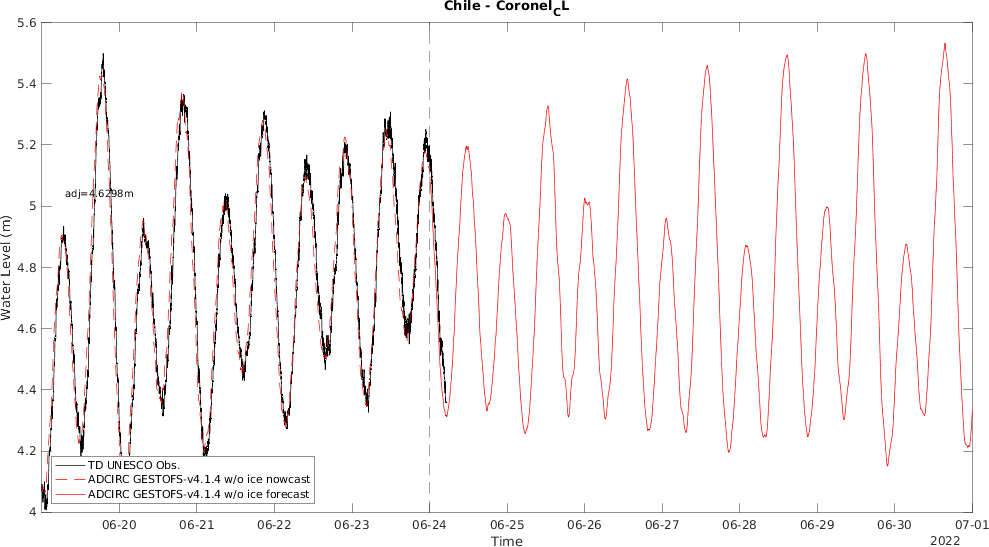 Chile - Coronel_CL
5.6
5.4
5.2
5
4.8
4.6
4.4
4.2
4
Water Level (m)
adj=4.6298m
TD UNESCO Obs.
ADCIRC GESTOFS-v4.1.4 w/o ice nowcast
ADCIRC GESTOFS-v4.1.4 w/o ice forecast
06-20 06-21 06-22 06-23 06-24 06-25 06-26 06-27 06-28 06-29 06-30 07-01
Time
2022